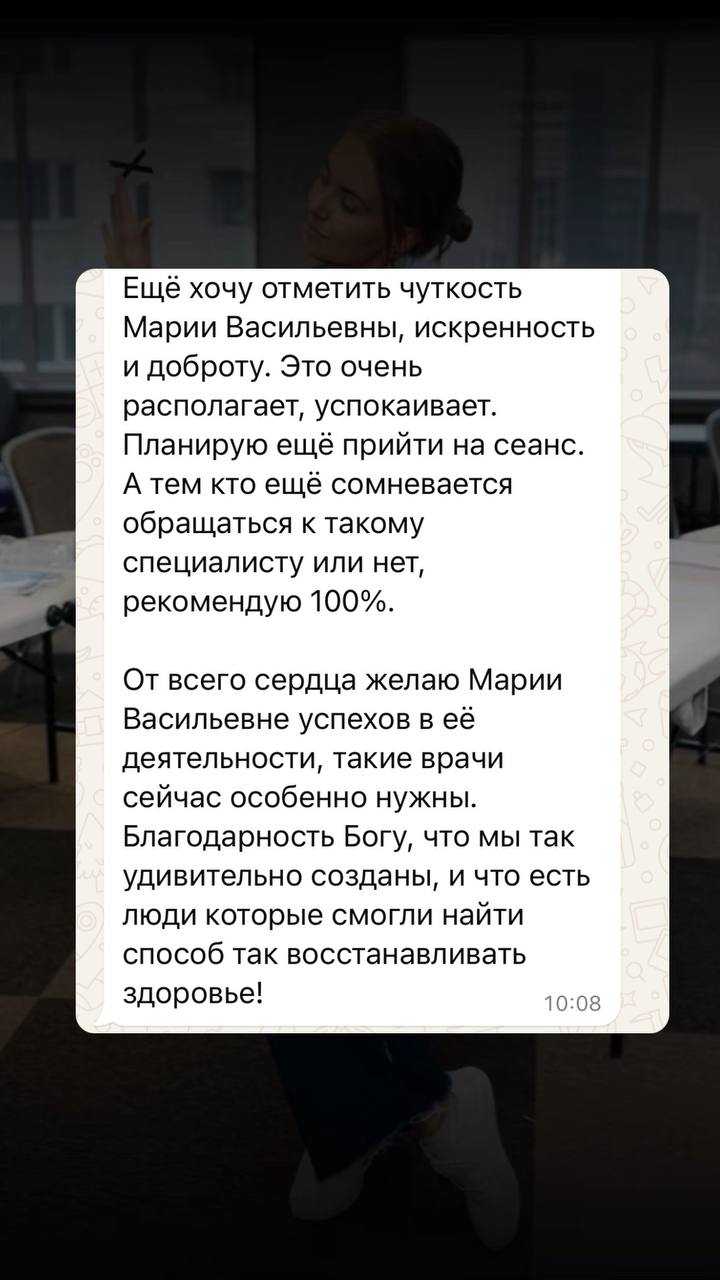 Ещё хочу отметить чуткость
Марии Васильевны, искренность
и доброту. Это очень
располагает, успокаивает.
Планирую ещё прийти на сеанс.
А тем кто ещё сомневается
обращаться к такому
специалисту или нет,
рекомендую 100%.
От всего сердца желаю Марии
Васильевне успехов в её
деятельности, такие врачи
сейчас особенно нужны.
Благодарность Богу, что мы так
удивительно созданы, и что есть
люди которые смогли найти
способ так восстанавливать
здоровье!
10:08